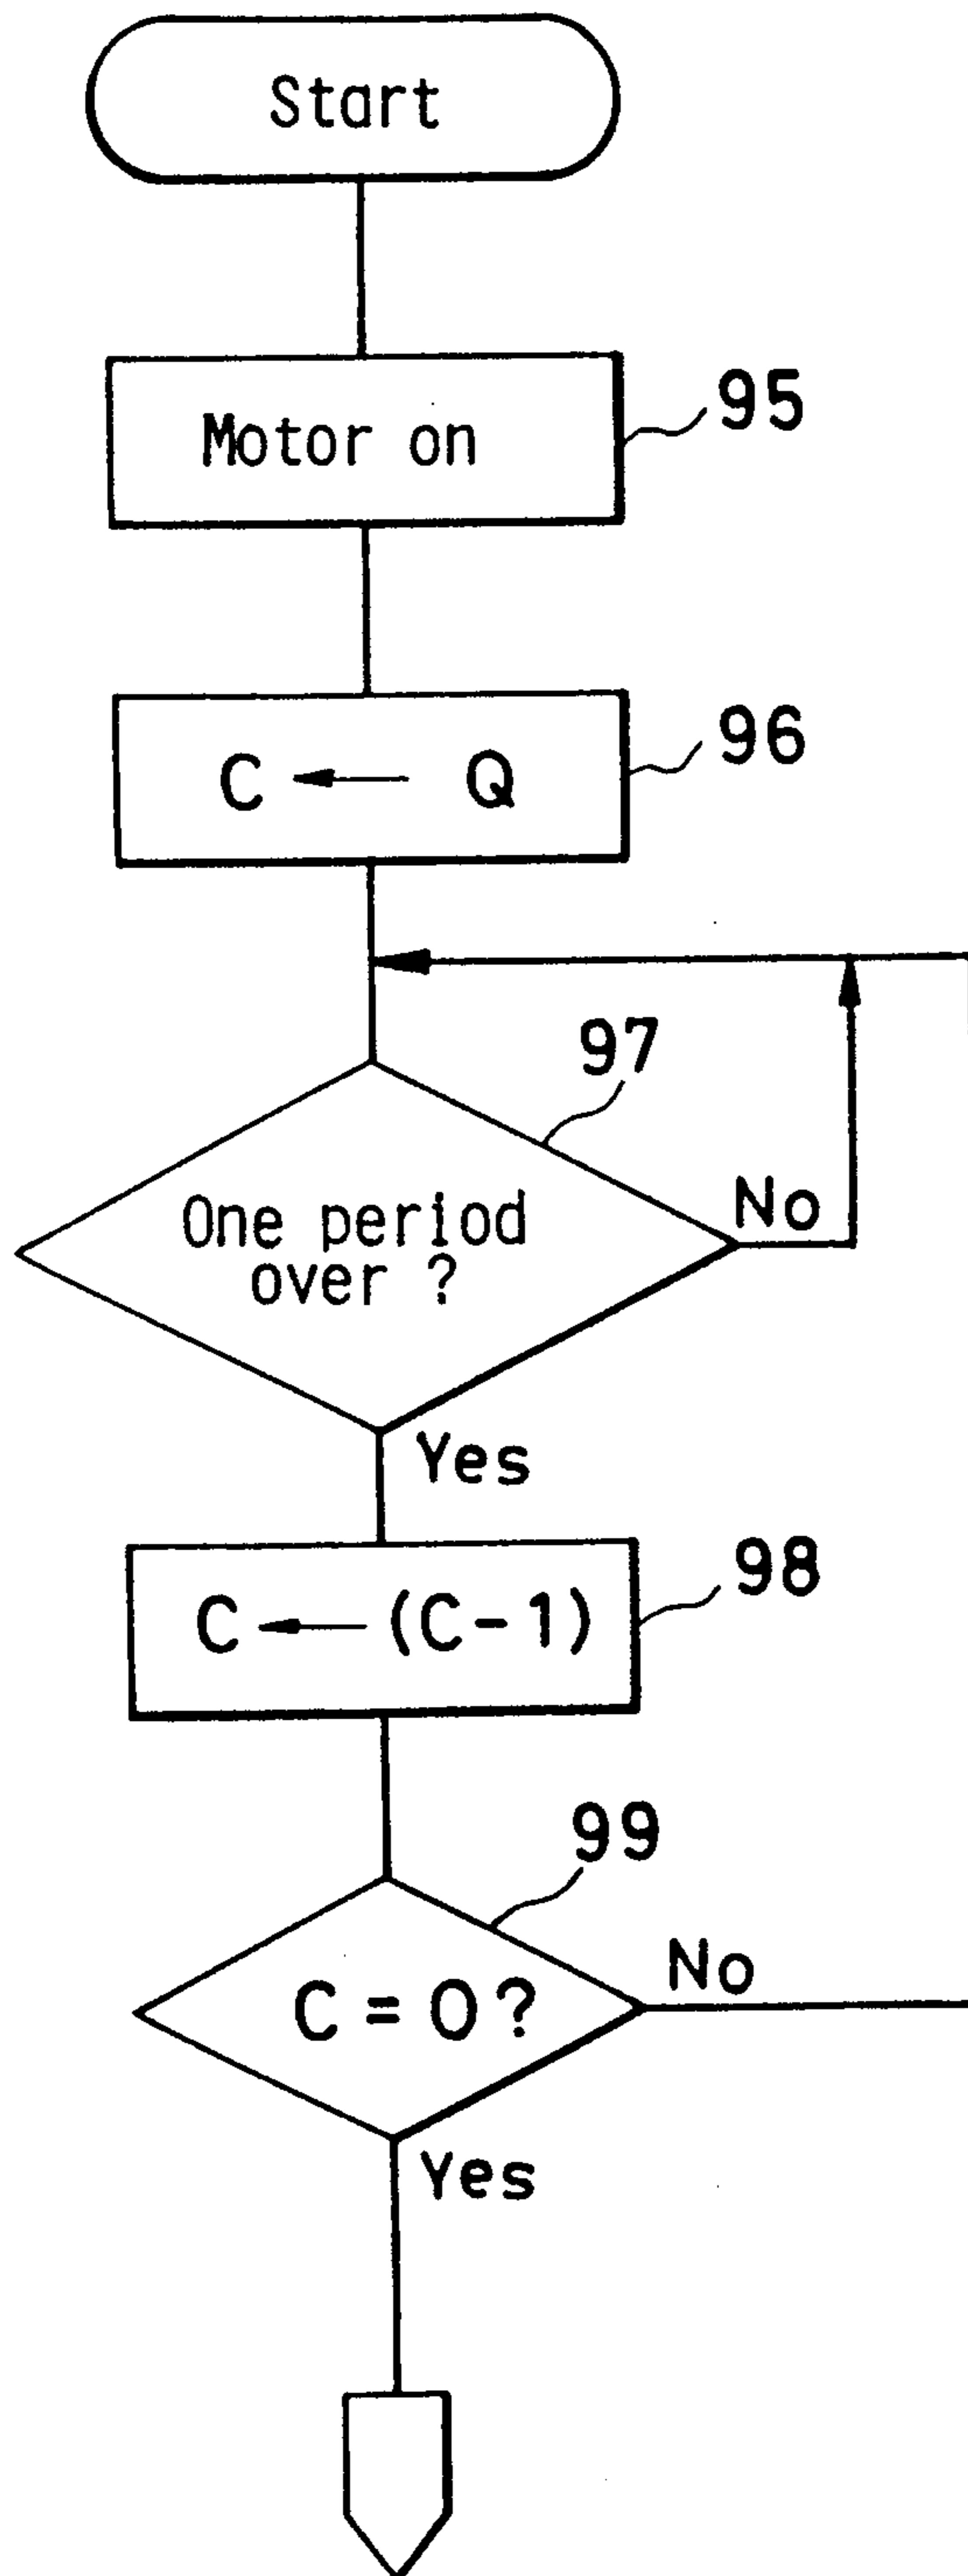 Start
Motor on
95
C ← Q
96
97
One period
over ?
No
Yes
C ← (C-1)
98
99
C = 0 ?
No
Yes